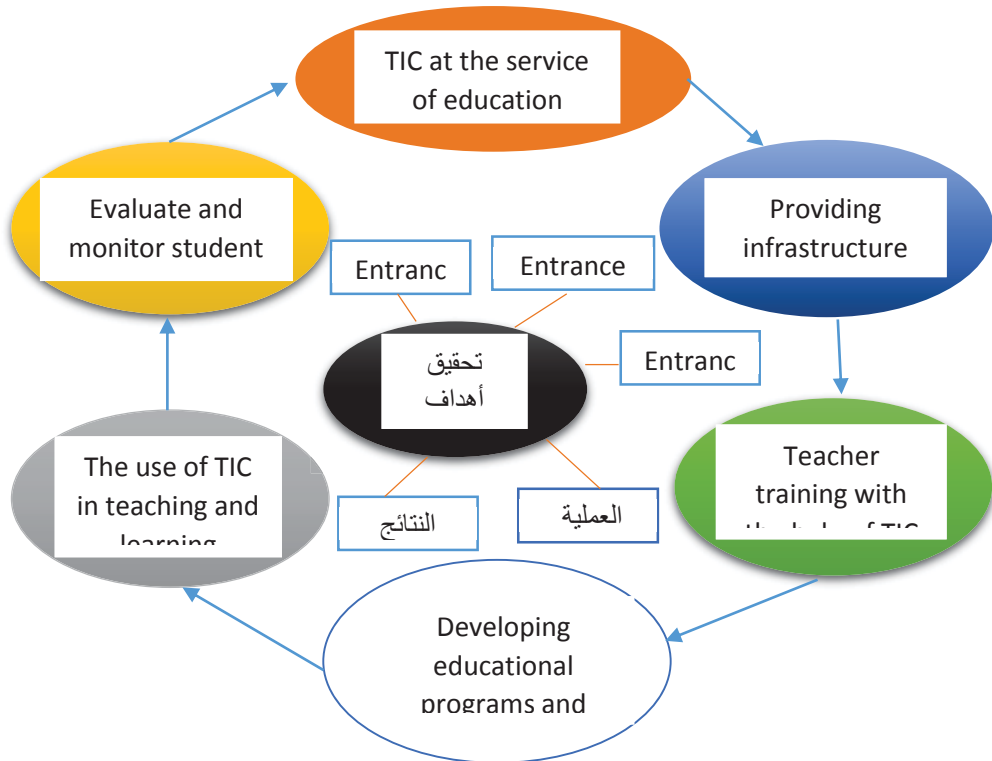 TIC at the service
of education
Providing
infrastructure
Teacher
training with
Developing
educational
programs and
The use of TIC
in teaching and
learning
Evaluate and
monitor student
Entranc
Entrance
Entranc
تحقيق
أهداف
العملية
النتائج